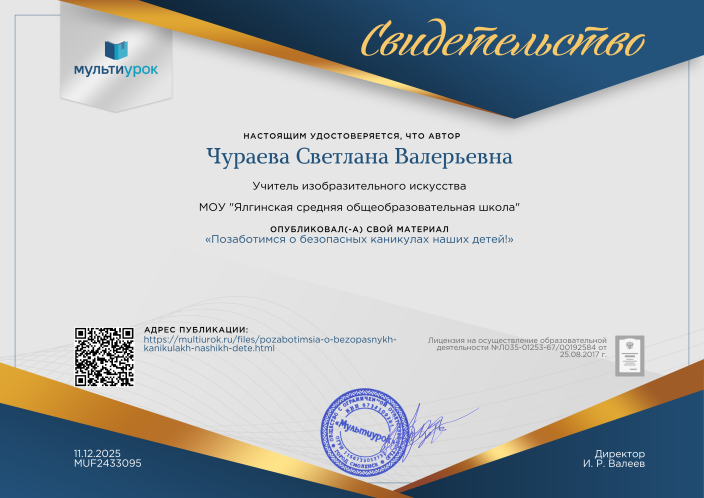 Свидетельство
мультиурок
НАСТОЯЩИМ УДОСТОВЕРЯЕТСЯ, ЧТО АВТОР
Чураева Светлана Валерьевна
Учитель изобразительного искусства
МОУ "Ялгинская средняя общеобразовательная школа"
ОПУБЛИКОВАЛ(-А) СВОЙ МАТЕРИАЛ
«Позаботимся о безопасных каникулах наших детей!»
АДРЕС ПУБЛИКАЦИИ:
https://multiurok.ru/files/pozabotimsia-o-bezopasnykh-
kanikulakh-nashikh-dete.html
Лицензия на осуществление образовательной
деятельности №Л035-01253-67/00192584 от
25.08.2017 г.
«Мультиурок»
ГОРОД СМОЛЕНСК
11.12.2025
MUF2433095
Директор
И. Р. Валеев